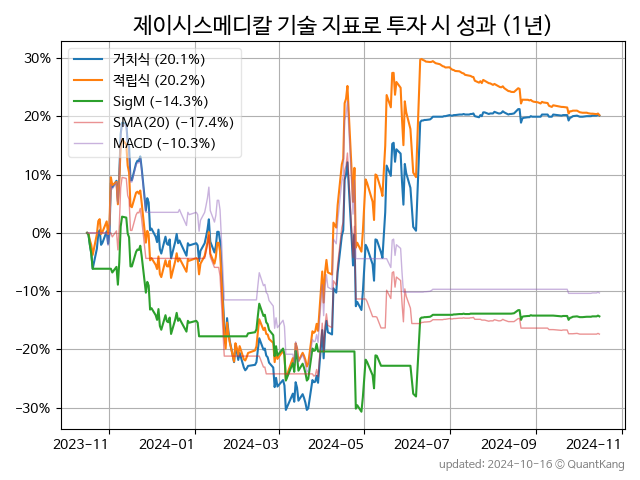 제이시스메디칼 기술 지표로 투자 시 성과 (1년)
30%
20%
10%
0%
−10%
−20%
−30%
거치식 (20.1%)
적립식 (20.2%)
SigM (−14.3%)
SMA(20) (−17.4%)
MACD (−10.3%)
2023-11 2024-01 2024-03 2024-05 2024-07 2024-09 2024-11
updated: 2024-10-16 © QuantKang